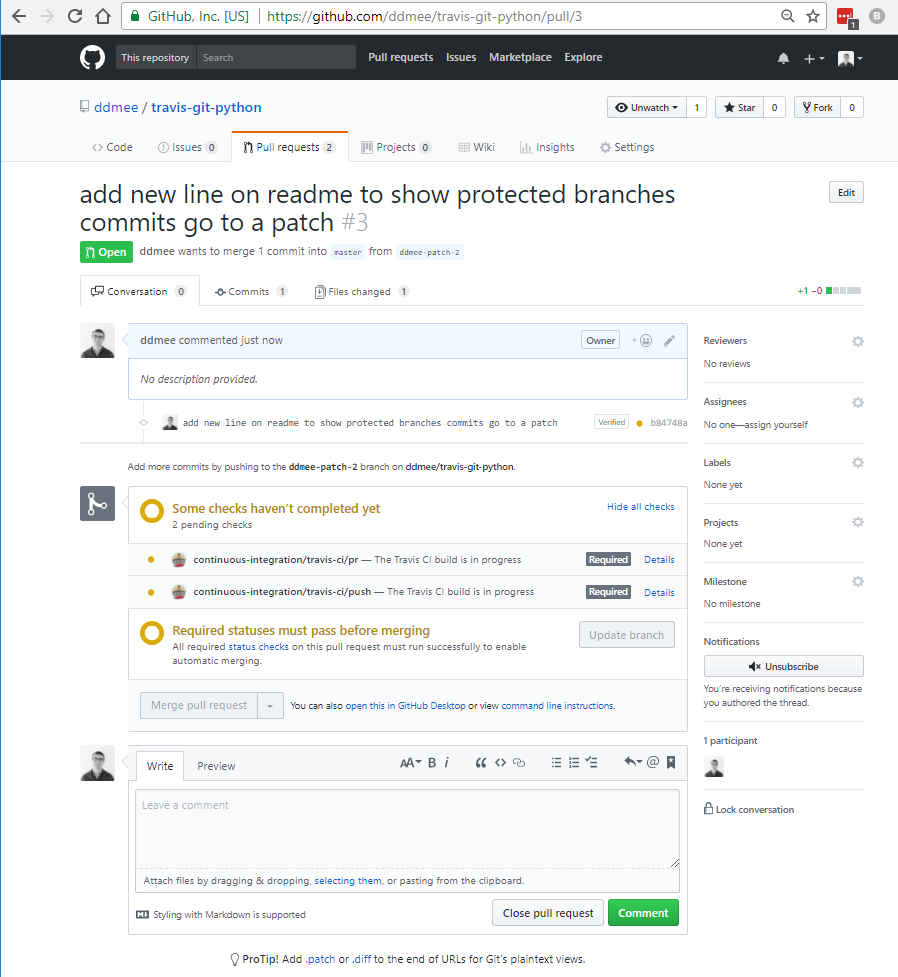 GitHub, Inc. [US] | https://github.com/ddmee/travis-git-python/pull/3
1
B
This repository Search Pull requests Issues Marketplace Explore
ddmee / travis-git-python
Unwatch 1 Star 0 Fork 0
Code Issues 0 Pull requests 2 Projects 0 Wiki Insights Settings
add new line on readme to show protected branches
commits go to a patch #3
Edit
Open ddmee wants to merge 1 commit into master from ddmee-patch-2
Conversation 0 Commits 1 Files changed 1 +1 −0
ddmee commented just now Owner
No description provided.
add new line on readme to show protected branches commits go to a patch Verified b84748a
Add more commits by pushing to the ddmee-patch-2 branch on ddmee/travis-git-python.
Some checks haven't completed yet Hide all checks
2 pending checks
continuous-integration/travis-ci/pr — The Travis CI build is in progress Required Details
continuous-integration/travis-ci/push — The Travis CI build is in progress Required Details
Required statuses must pass before merging Update branch
All required status checks on this pull request must run successfully to enable
automatic merging.
Merge pull request You can also open this in GitHub Desktop or view command line instructions.
Write Preview AA B i
Leave a comment
Attach files by dragging & dropping, selecting them, or pasting from the clipboard.
Styling with Markdown is supported Close pull request Comment
Reviewers
No reviews
Assignees
No one—assign yourself
Labels
None yet
Projects
None yet
Milestone
No milestone
Notifications
Unsubscribe
You're receiving notifications because
you authored the thread.
1 participant
Lock conversation
ProTip! Add .patch or .diff to the end of URLs for Git's plaintext views.